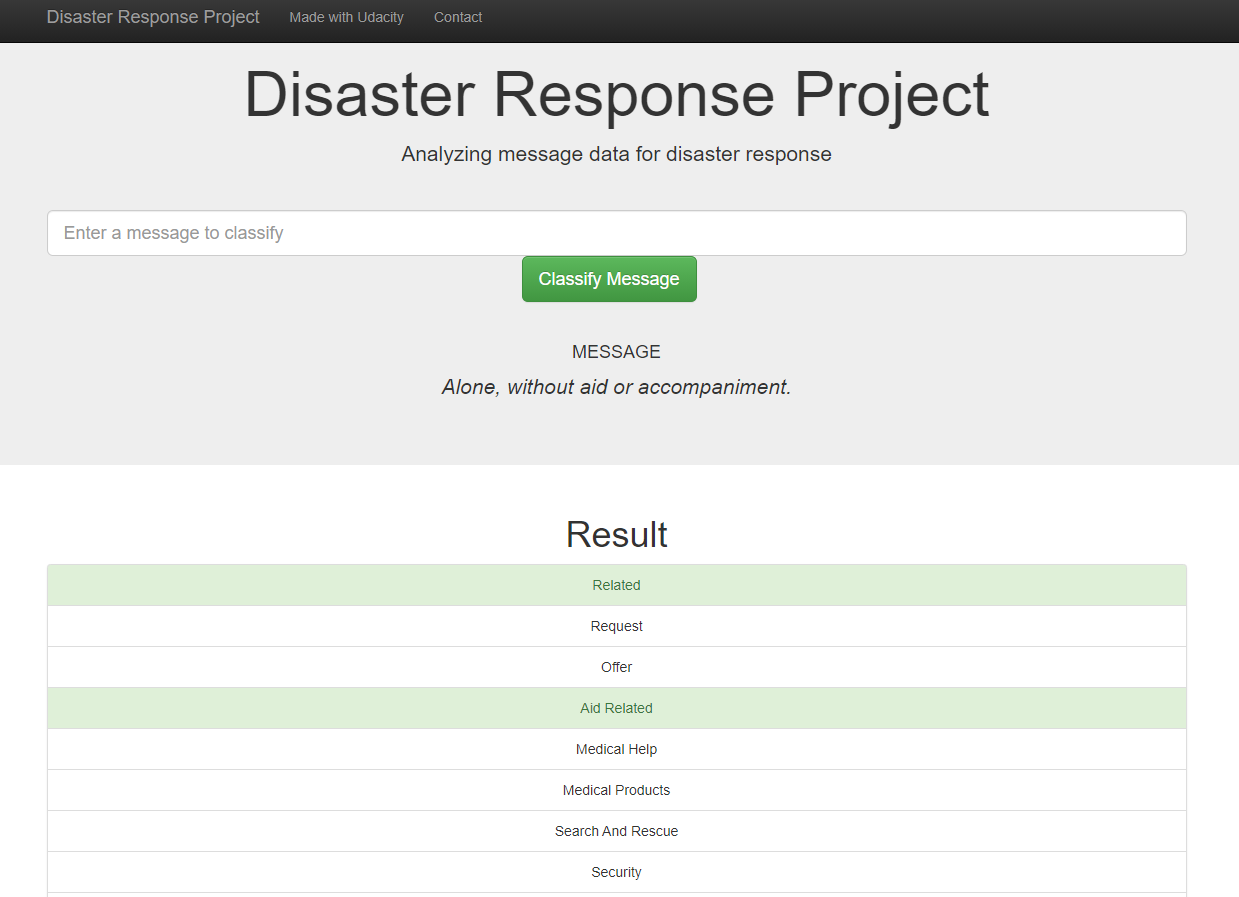 Disaster Response Project Made with Udacity Contact
Disaster Response Project
Analyzing message data for disaster response
Enter a message to classify
Classify Message
MESSAGE
Alone, without aid or accompaniment.
Result
Related
Request
Offer
Aid Related
Medical Help
Medical Products
Search And Rescue
Security